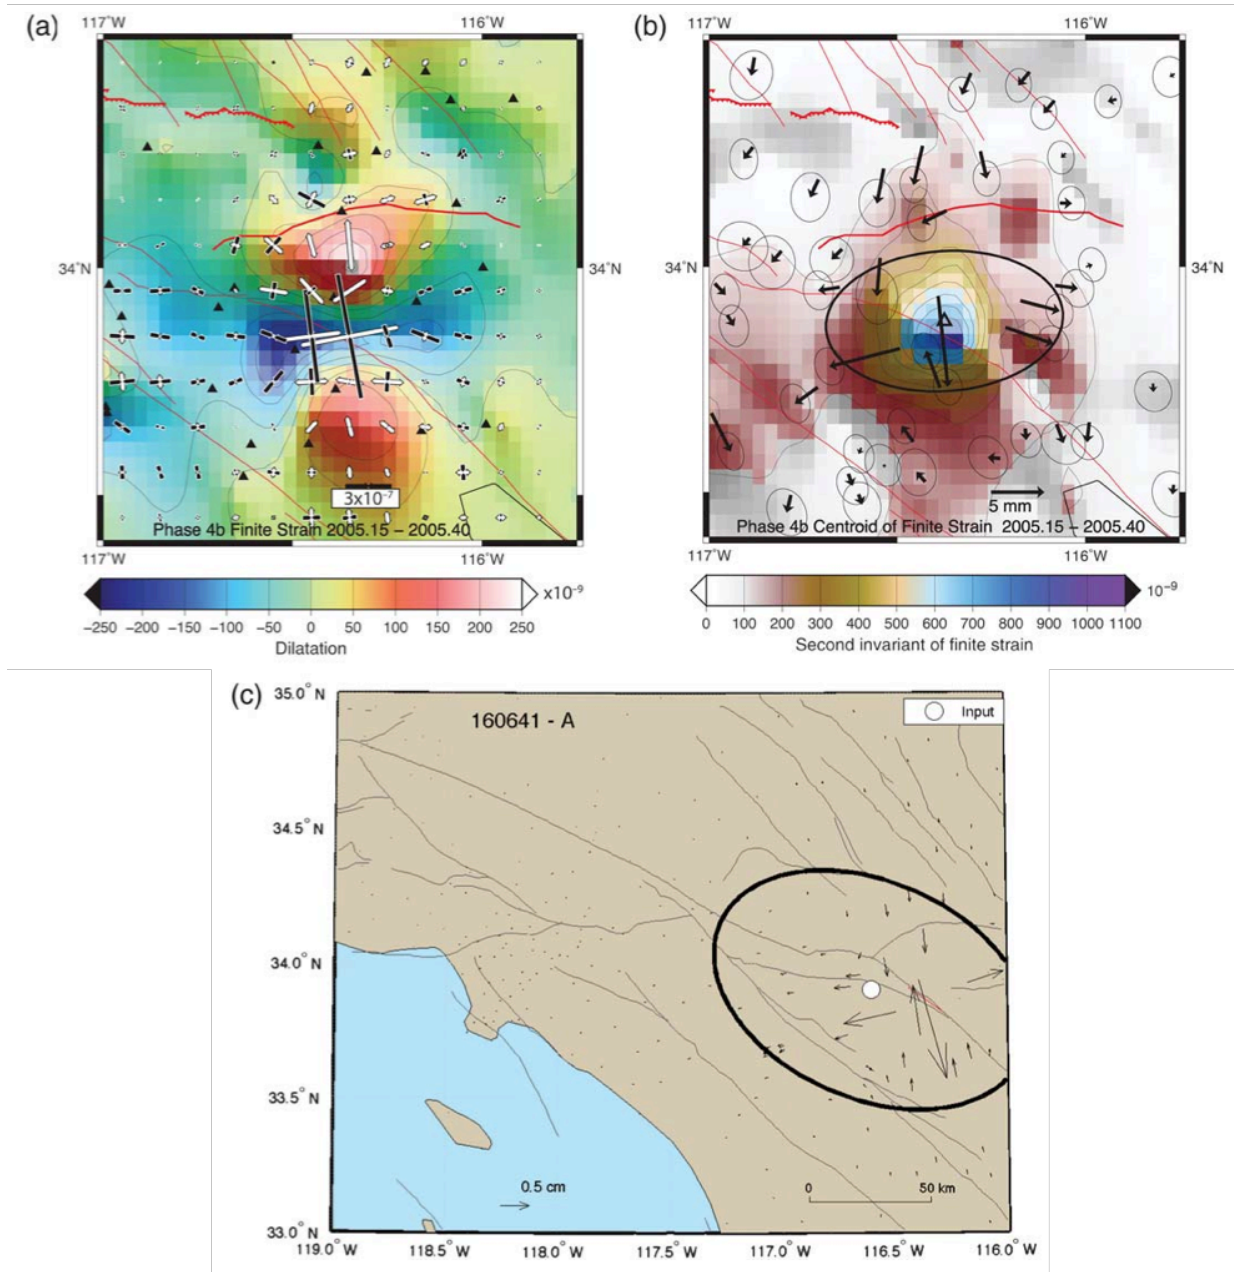 (a)
117°W
116°W
34°N
3x10⁻⁷
Phase 4b Finite Strain 2005.15 – 2005.40
117°W
116°W
x10⁻⁹
−250 −200 −150 −100 −50 0 50 100 150 200 250
Dilatation
(b)
117°W
116°W
34°N
5 mm
Phase 4b Centroid of Finite Strain 2005.15 – 2005.40
117°W
116°W
10⁻⁹
0 100 200 300 400 500 600 700 800 900 1000 1100
Second invariant of finite strain
(c)
160641 - A
Input
35.0° N
34.5° N
34.0° N
33.5° N
33.0° N
0.5 cm
0 50 km
119.0° W 118.5° W 118.0° W 117.5° W 117.0° W 116.5° W 116.0° W